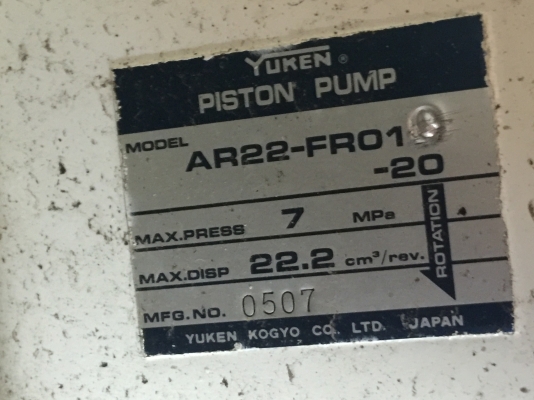 YUKEN ®
PISTON PUMP
MODEL AR22-FR01
-20
MAX.PRESS 7 MPa
MAX.DISP 22.2 cm³/rev.
ROTATION
MFG.NO. 0507
YUKEN KOGYO CO. LTD. JAPAN